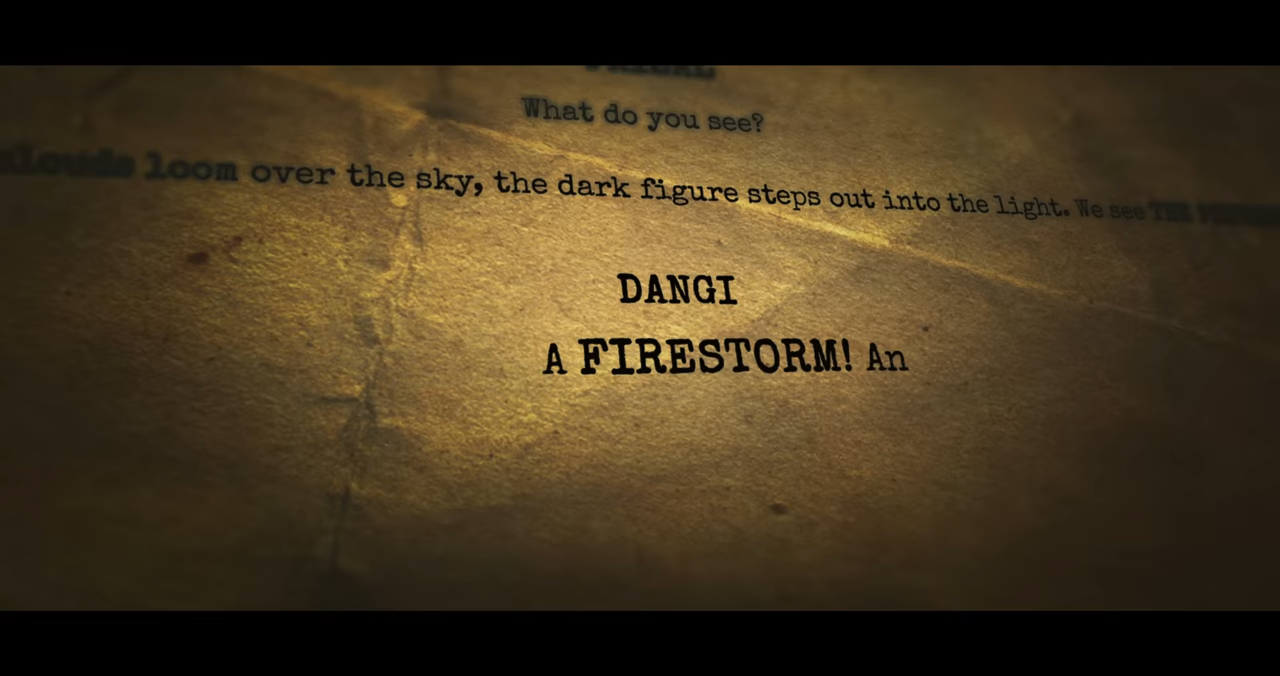 What do you see?
loom over the sky, the dark figure steps out into the light. We see THE
DANGI
A FIRESTORM! An